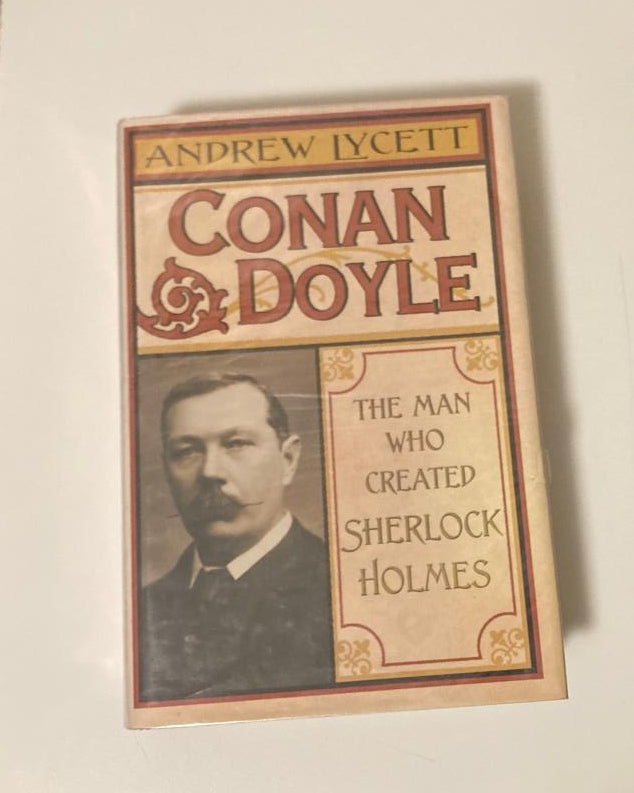 ANDREW LYCETT
CONAN
DOYLE
THE MAN
WHO
CREATED
SHERLOCK
HOLMES